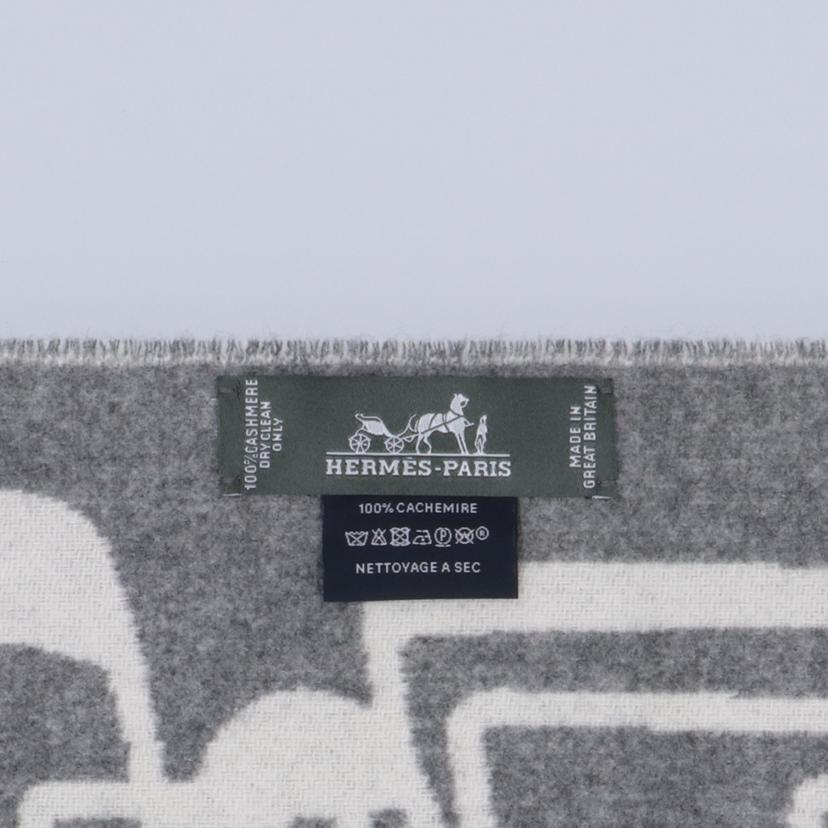 100% CASHMERE
DRY CLEAN
ONLY
HERMÈS-PARIS
MADE IN
GREAT BRITAIN
100% CACHEMIRE
P W ®
NETTOYAGE A SEC